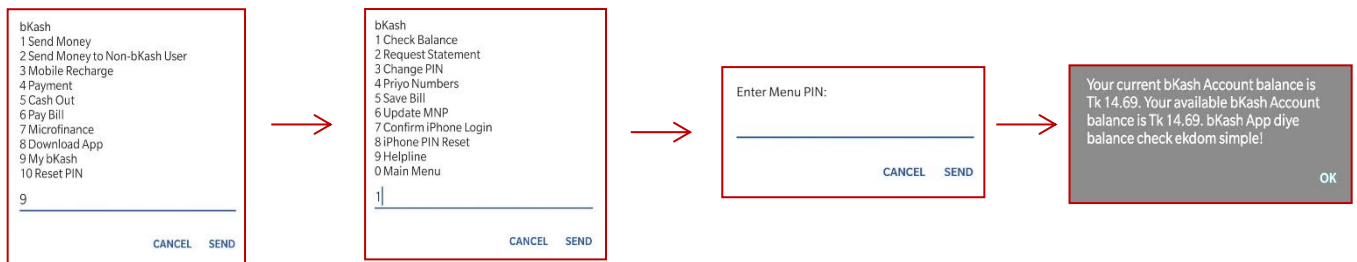 bKash
1 Send Money
2 Send Money to Non-bKash User
3 Mobile Recharge
4 Payment
5 Cash Out
6 Pay Bill
7 Microfinance
8 Download App
9 My bKash
10 Reset PIN
9
CANCEL SEND
bKash
1 Check Balance
2 Request Statement
3 Change PIN
4 Priyo Numbers
5 Save Bill
6 Update MNP
7 Confirm iPhone Login
8 iPhone PIN Reset
9 Helpline
0 Main Menu
1
CANCEL SEND
Enter Menu PIN:
CANCEL SEND
Your current bKash Account balance is
Tk 14.69. Your available bKash Account
balance is Tk 14.69. bKash App diye
balance check ekdom simple!
OK